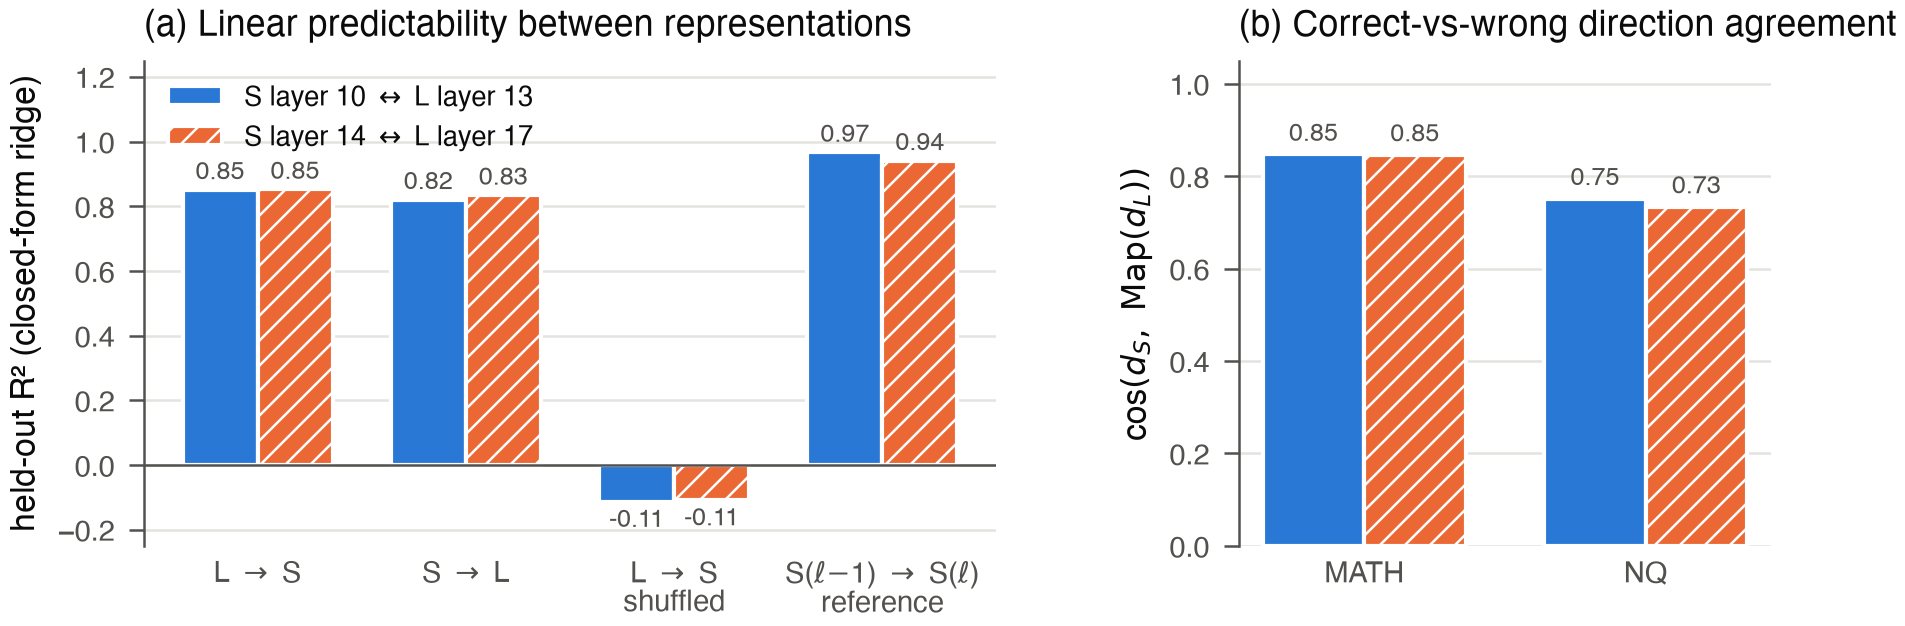 (a) Linear predictability between representations
held-out R² (closed-form ridge)
1.2
1.0
0.8
0.6
0.4
0.2
0.0
−0.2
S layer 10 ↔ L layer 13
S layer 14 ↔ L layer 17
0.85
0.85
0.82
0.83
-0.11
-0.11
0.97
0.94
L → S
S → L
L → S
shuffled
S(ℓ−1) → S(ℓ)
reference
(b) Correct-vs-wrong direction agreement
cos(d_S, Map(d_L))
1.0
0.8
0.6
0.4
0.2
0.0
0.85
0.85
0.75
0.73
MATH
NQ